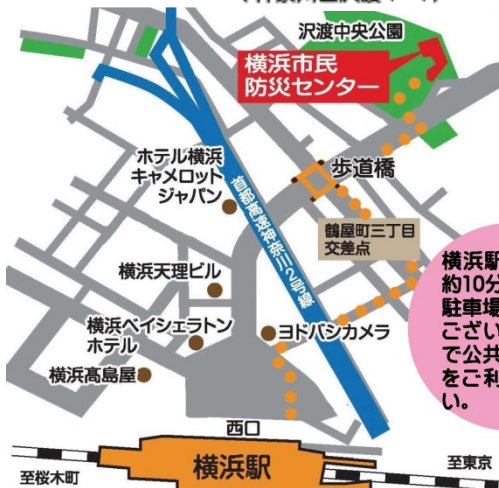 沢渡中央公園
横浜市民
防災センター
歩道橋
ホテル横浜
キャメロット
ジャパン
首都高速神奈川2号線
鶴屋町三丁目
交差点
横浜天理ビル
横浜駅
約10分
駐車場
ござい
で公共
をご利
い。
横浜ベイシェラトン
ホテル
ヨドバシカメラ
横浜髙島屋
西口
横浜駅
至桜木町
至東京